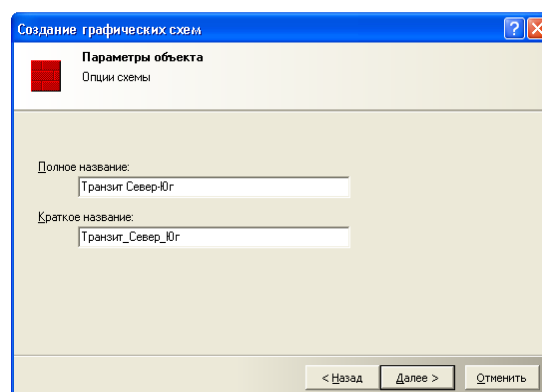 Создание графических схем
Параметры объекта
Опции схемы
Полное название:
Транзит Север-Юг
Краткое название:
Транзит_Север_Юг
< Назад Далее > Отменить